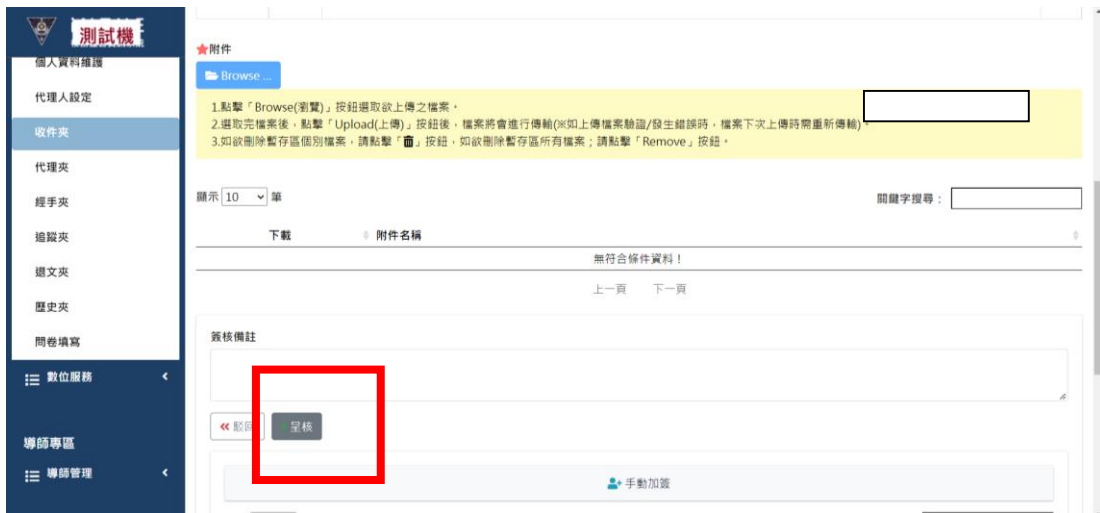 測試機
個人資料維護
代理人設定
收件夾
代理夾
經手夾
追蹤夾
退文夾
歷史夾
問卷填寫
數位服務
導師專區
導師管理
附件
Browse ...
1.點擊「Browse(瀏覽)」按鈕選取欲上傳之檔案。
2.選取完檔案後,點擊「Upload(上傳)」按鈕後,檔案將會進行傳輸(※如上傳檔案驗證/發生錯誤時,檔案下次上傳時需重新傳輸)。
3.如欲刪除暫存區個別檔案,請點擊「」按鈕,如欲刪除暫存區所有檔案;請點擊「Remove」按鈕。
顯示 10 筆
關鍵字搜尋:
下載 附件名稱
無符合條件資料!
上一頁 下一頁
簽核備註
駁回 呈核
手動加簽